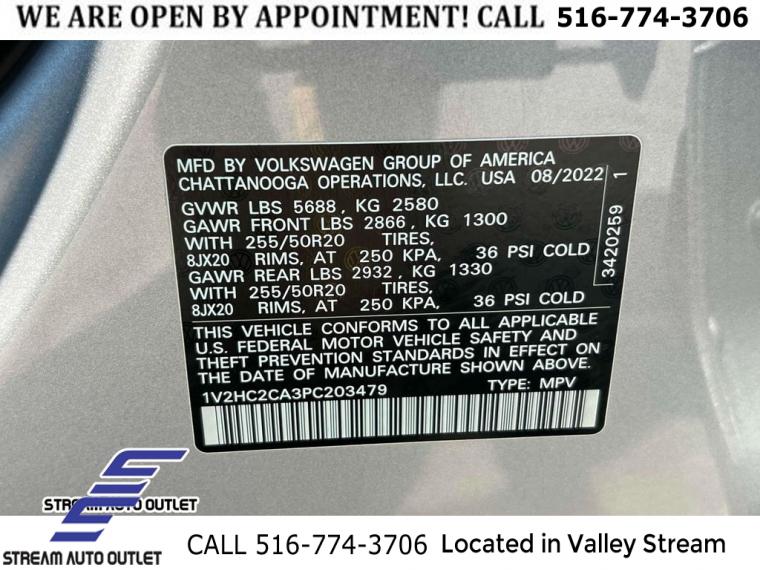 WE ARE OPEN BY APPOINTMENT! CALL 516-774-3706
MFD BY VOLKSWAGEN GROUP OF AMERICA
CHATTANOOGA OPERATIONS, LLC. USA 08/2022
GVWR LBS 5688, KG 2580
GAWR FRONT LBS 2866, KG 1300
WITH 255/50R20 TIRES,
8JX20 RIMS, AT 250 KPA, 36 PSI COLD
GAWR REAR LBS 2932, KG 1330
WITH 255/50R20 TIRES,
8JX20 RIMS, AT 250 KPA, 36 PSI COLD
THIS VEHICLE CONFORMS TO ALL APPLICABLE
U.S. FEDERAL MOTOR VEHICLE SAFETY AND
THEFT PREVENTION STANDARDS IN EFFECT ON
THE DATE OF MANUFACTURE SHOWN ABOVE.
1V2HC2CA3PC203479 TYPE: MPV
3420259 1
STREAM AUTO OUTLET
STREAM AUTO OUTLET
CALL 516-774-3706 Located in Valley Stream